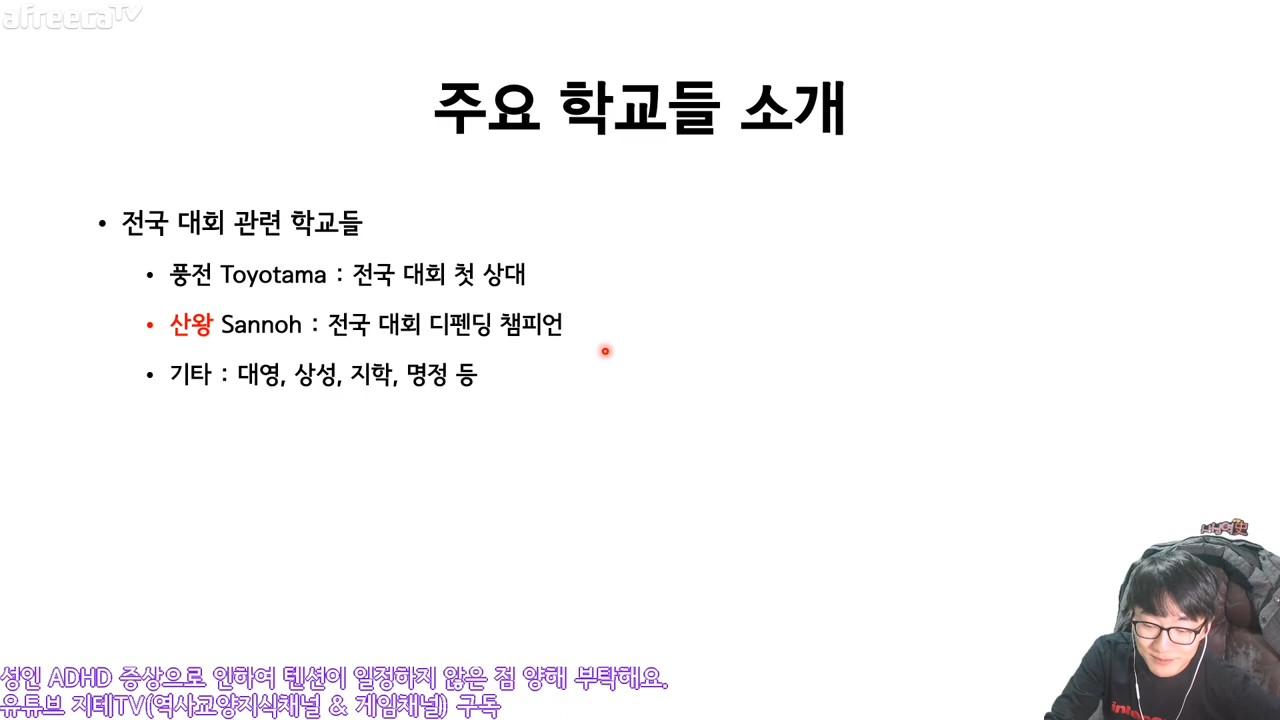 afreecaTV
주요 학교들 소개
• 전국 대회 관련 학교들
• 풍전 Toyotama : 전국 대회 첫 상대
• 산왕 Sannoh : 전국 대회 디펜딩 챔피언
• 기타 : 대영, 상성, 지학, 명정 등
성인 ADHD 증상으로 인하여 텐션이 일정하지 않은 점 양해 부탁해요.
유튜브 지테TV(역사교양지식채널 & 게임채널) 구독